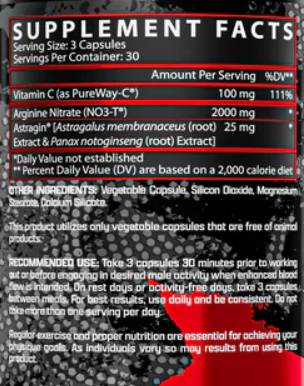 SUPPLEMENT FACTS
Serving Size: 3 Capsules
Servings Per Container: 30
Amount Per Serving %DV**
Vitamin C (as PureWay-C®) 100 mg 111%
Arginine Nitrate (NO3-T®) 2000 mg *
Astragin® [Astragalus membranaceus (root) 25 mg *
Extract & Panax notoginseng (root) Extract]
*Daily Value not established
** Percent Daily Value (DV) are based on a 2,000 calorie diet
OTHER INGREDIENTS: Vegetable Capsule, Silicon Dioxide, Magnesium
Stearate, Calcium Silicate.
This product utilizes only vegetable capsules that are free of animal
products.
RECOMMENDED USE: Take 3 capsules 30 minutes prior to working
out or before engaging in desired male activity when enhanced blood
flow is intended. On rest days or activity-free days, take 3 capsules
between meals. For best results, use daily and be consistent. Do not
take more than one serving per day.
Regular exercise and proper nutrition are essential for achieving your
physique goals. As individuals vary so may results from using this
product.